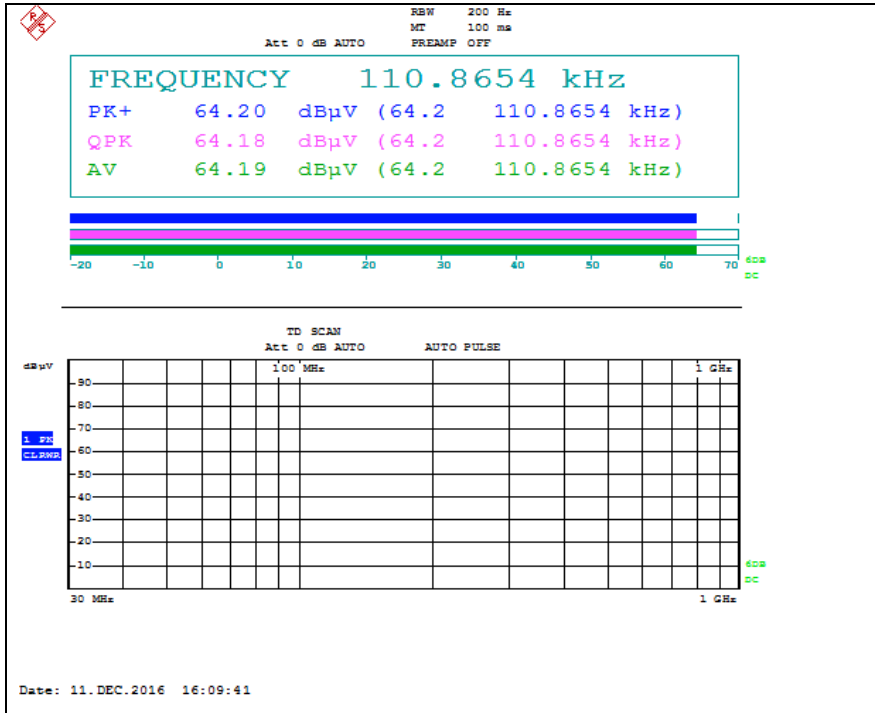 R S
RBW 200 Hz
MT 100 ms
Att 0 dB AUTO PREAMP OFF
FREQUENCY 110.8654 kHz
PK+ 64.20 dBµV (64.2 110.8654 kHz)
QPK 64.18 dBµV (64.2 110.8654 kHz)
AV 64.19 dBµV (64.2 110.8654 kHz)
-20 -10 0 10 20 30 40 50 60 70
6DB
DC
TD SCAN
Att 0 dB AUTO AUTO PULSE
dBµV
100 MHz 1 GHz
90
80
70
1 PK
CLRWR
60
50
40
30
20
10
6DB
DC
30 MHz 1 GHz
Date: 11.DEC.2016 16:09:41